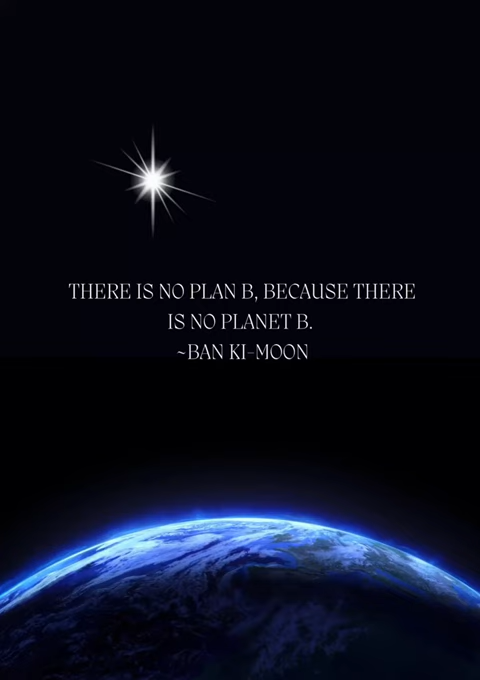 THERE IS NO PLAN B, BECAUSE THERE
IS NO PLANET B.
~BAN KI-MOON